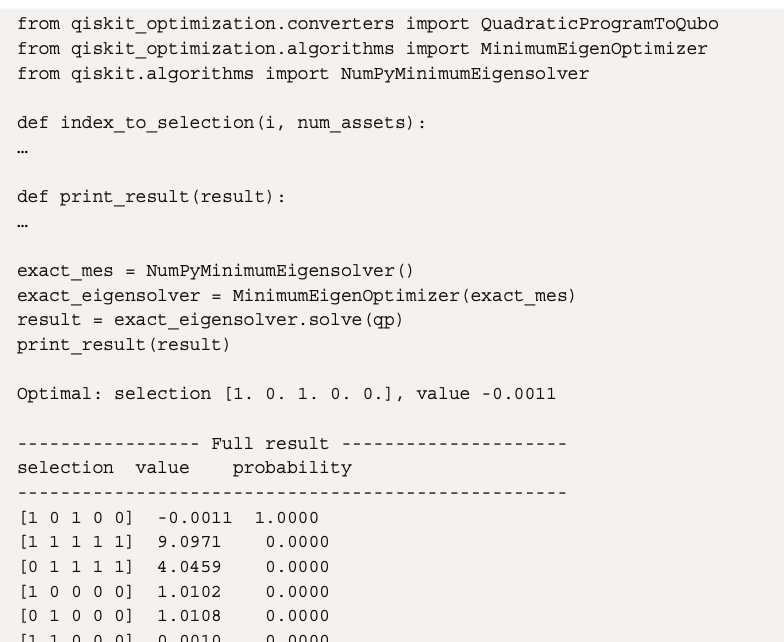 from qiskit_optimization.converters import QuadraticProgramToQubo
from qiskit_optimization.algorithms import MinimumEigenOptimizer
from qiskit.algorithms import NumPyMinimumEigensolver
def index_to_selection(i, num_assets):
…
def print_result(result):
…
exact_mes = NumPyMinimumEigensolver()
exact_eigensolver = MinimumEigenOptimizer(exact_mes)
result = exact_eigensolver.solve(qp)
print_result(result)
Optimal: selection [1. 0. 1. 0. 0.], value -0.0011
----------------- Full result ---------------------
selection  value    probability
---------------------------------------------------
[1 0 1 0 0]  -0.0011  1.0000
[1 1 1 1 1]  9.0971    0.0000
[0 1 1 1 1]  4.0459    0.0000
[1 0 0 0 0]  1.0102    0.0000
[0 1 0 0 0]  1.0108    0.0000
[1 1 0 0 0]  0.0010    0.0000